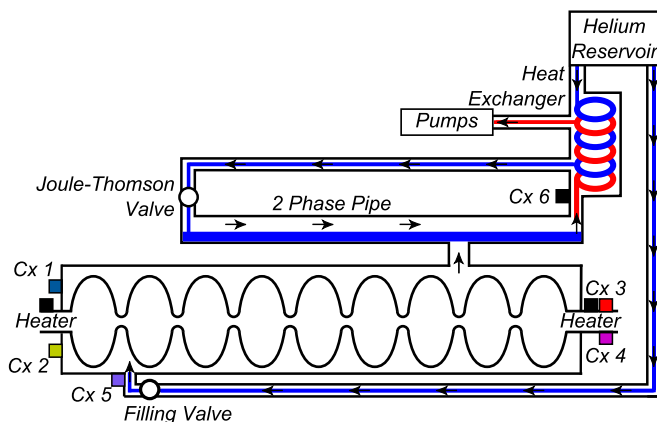 Helium
Reservoir
Heat
Exchanger
Pumps
Joule-Thomson
Valve
2 Phase Pipe
Cx 6
Cx 1
Heater
Cx 2
Cx 3
Heater
Cx 4
Cx 5
Filling Valve